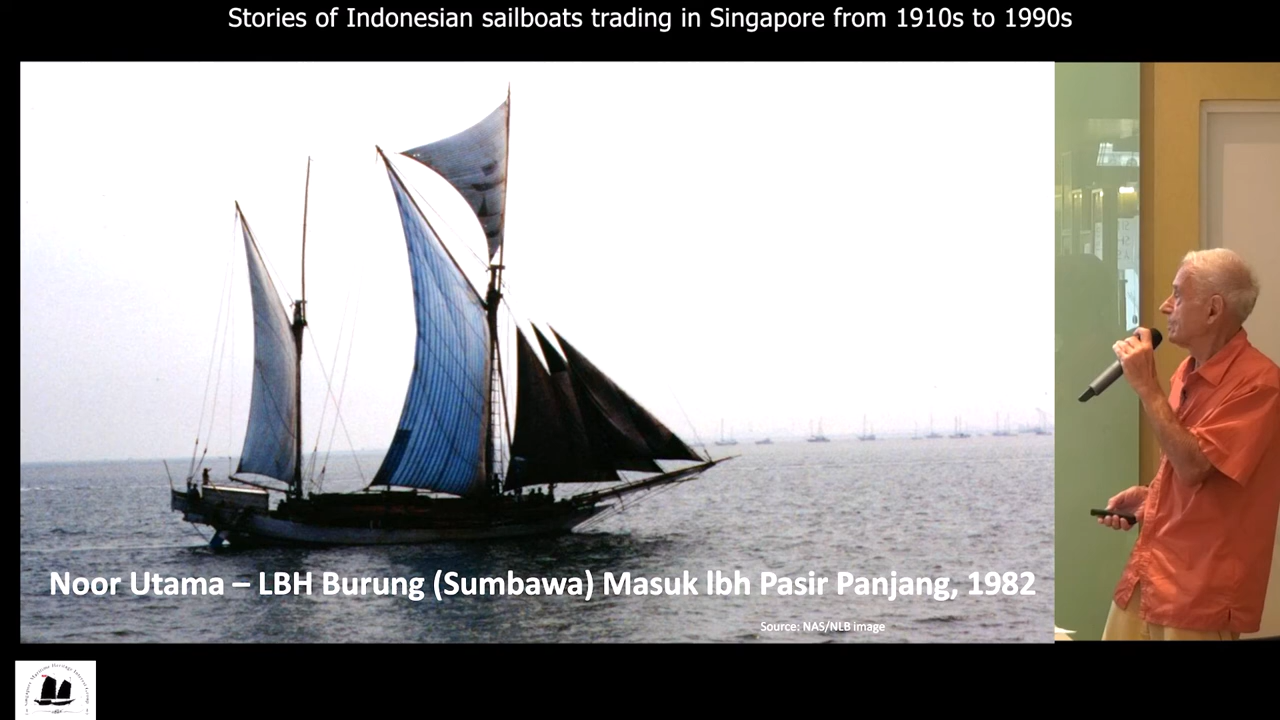 Stories of Indonesian sailboats trading in Singapore from 1910s to 1990s
Noor Utama – LBH Burung (Sumbawa) Masuk lbh Pasir Panjang, 1982
Source: NAS/NLB image